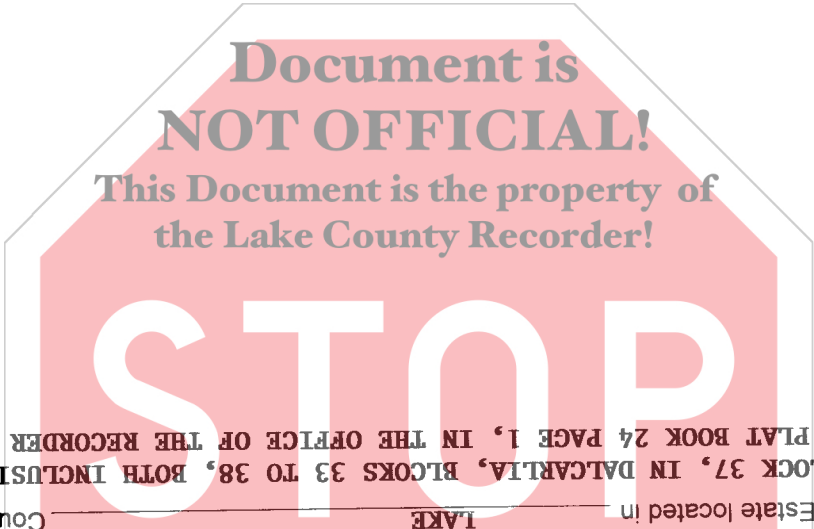 Document is
NOT OFFICIAL!
This Document is the property of
the Lake County Recorder!
STOP
Estate located in LAKE Cou
OCK 37, IN DALCARLIA, BLCOKS 33 TO 38, BOTH INCLUSI
PLAT BOOK 24 PAGE 1, IN THE OFFICE OF THE RECORDER